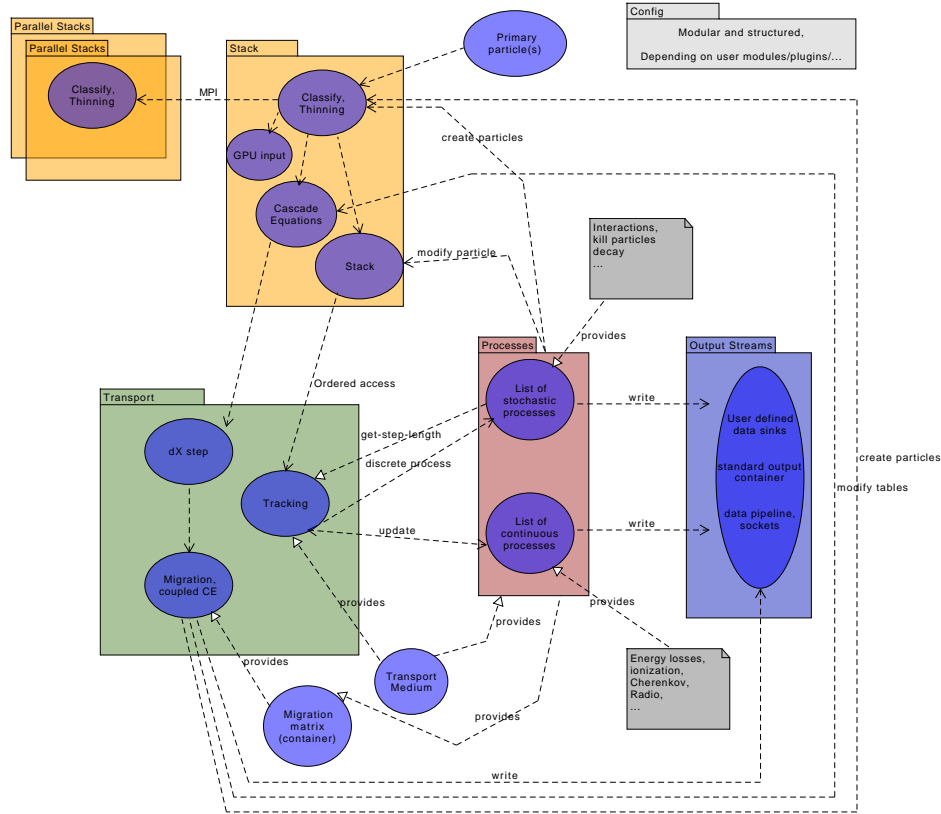 Parallel Stacks
Parallel Stacks
Classify,
Thinning
MPI
Stack
Classify,
Thinning
GPU input
Cascade
Equations
Stack
Primary
particle(s)
Config
Modular and structured,
Depending on user modules/plugins/...
create particles
modify particle
Interactions,
kill particles
decay
...
provides
Ordered access
Processes
List of
stochastic
processes
List of
continuous
processes
Output Streams
User defined
data sinks
standard output
container
data pipeline,
sockets
write
write
get-step-length
discrete process
update
Transport
dX step
Tracking
Migration,
coupled CE
create particles
modify tables
provides
provides
provides
provides
provides
Transport
Medium
Migration
matrix
(container)
Energy losses,
ionization,
Cherenkov,
Radio,
...
write